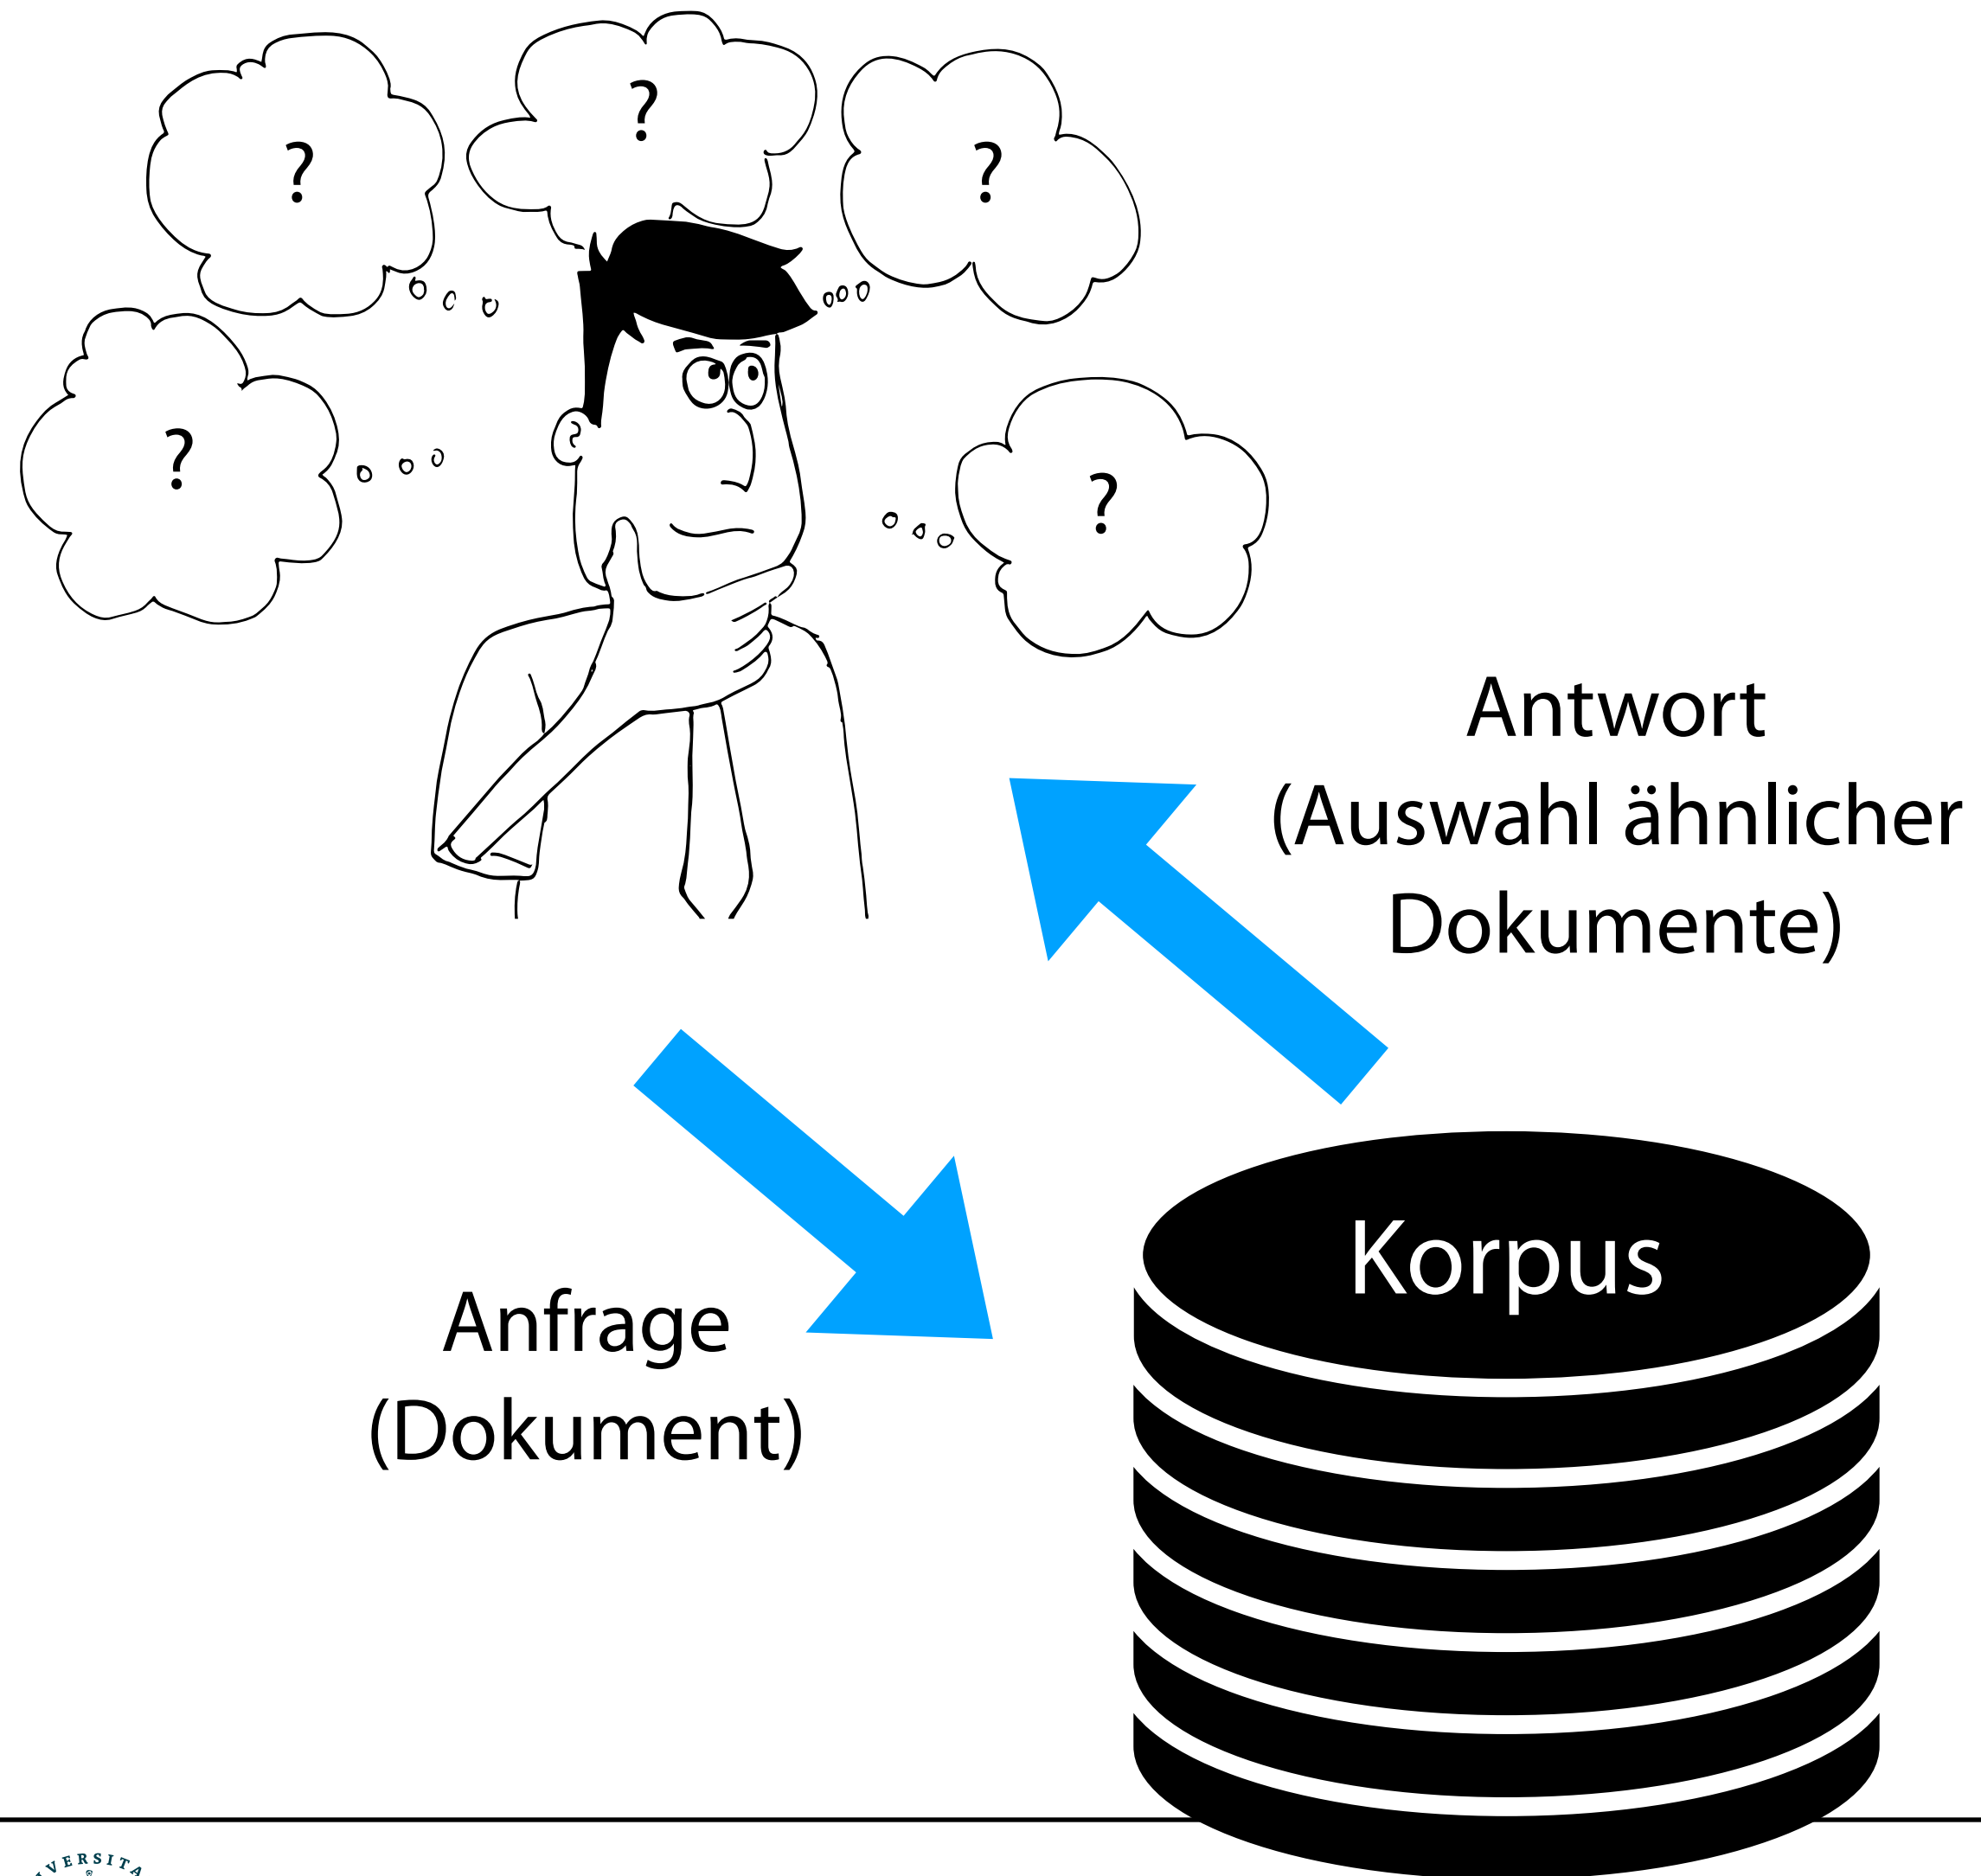 ?
?
?
?
?
Antwort
(Auswahl ähnlicher
Dokumente)
Korpus
Anfrage
(Dokument)